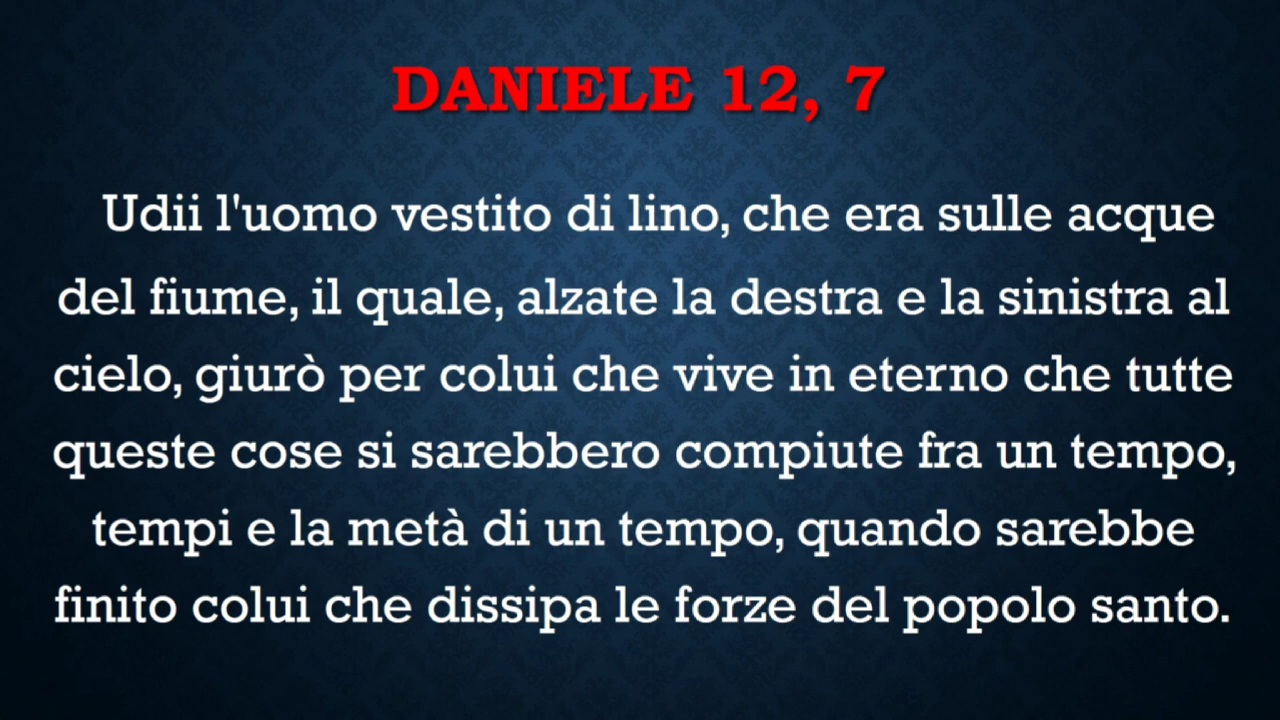 DANIELE 12, 7
Udii l'uomo vestito di lino, che era sulle acque
del fiume, il quale, alzate la destra e la sinistra al
cielo, giurò per colui che vive in eterno che tutte
queste cose si sarebbero compiute fra un tempo,
tempi e la metà di un tempo, quando sarebbe
finito colui che dissipa le forze del popolo santo.